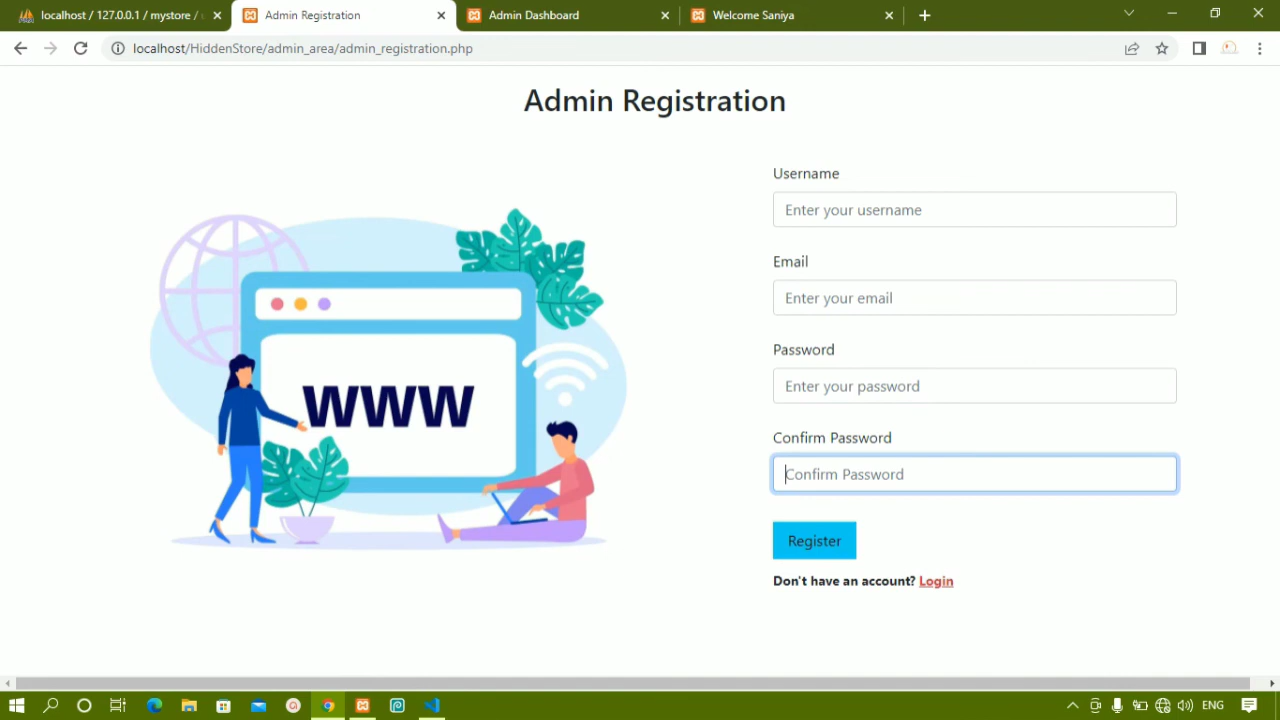 localhost / 127.0.0.1 / mystore /
Admin Registration
Admin Dashboard
Welcome Saniya
localhost/HiddenStore/admin_area/admin_registration.php
Admin Registration
Username
Enter your username
Email
Enter your email
Password
Enter your password
Confirm Password
Confirm Password
WWW
Register
Don't have an account? Login
ENG